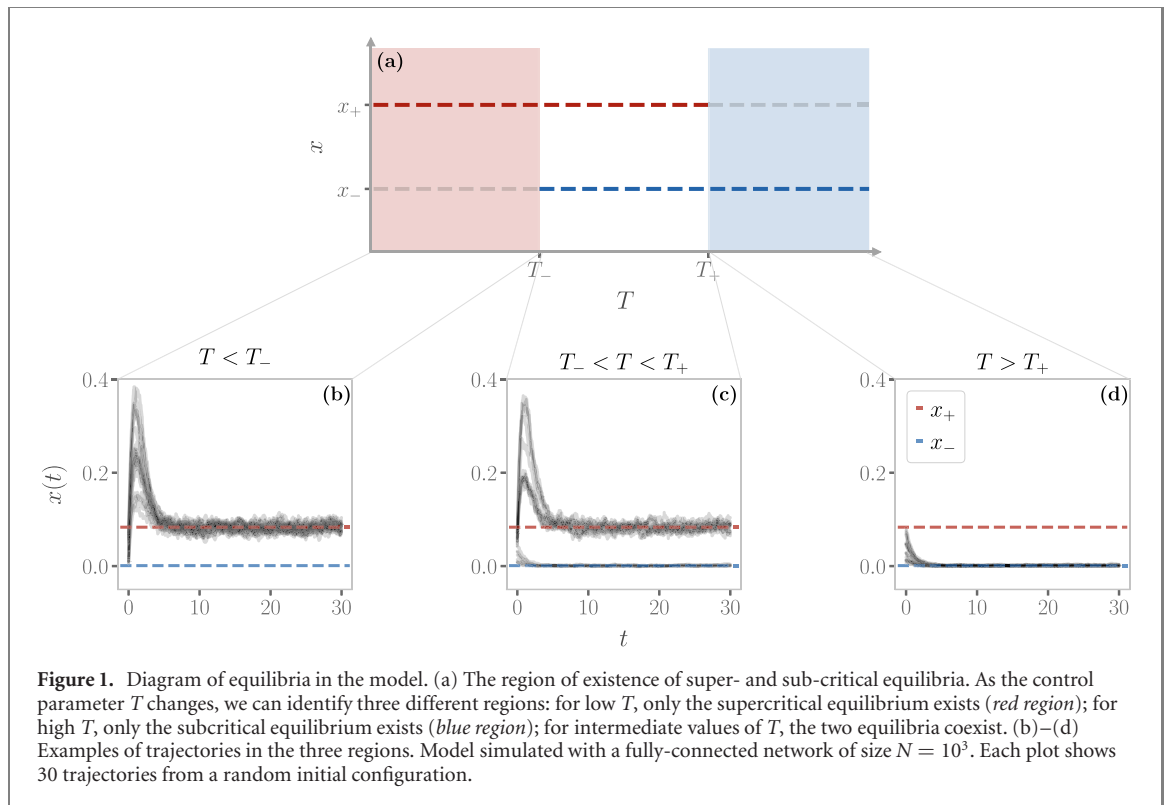 (a)
x₊
x
x₋
T₋ T₊
T
T < T₋ T₋ < T < T₊ T > T₊
0.4 (b) 0.4 (c) 0.4 (d)
x₊
x₋
0.2 0.2 0.2
x(t)
0.0 0.0 0.0
0 10 20 30 0 10 20 30 0 10 20 30
t
Figure 1. Diagram of equilibria in the model. (a) The region of existence of super- and sub-critical equilibria. As the control
parameter T changes, we can identify three different regions: for low T, only the supercritical equilibrium exists (red region); for
high T, only the subcritical equilibrium exists (blue region); for intermediate values of T, the two equilibria coexist. (b)–(d)
Examples of trajectories in the three regions. Model simulated with a fully-connected network of size N = 10³. Each plot shows
30 trajectories from a random initial configuration.